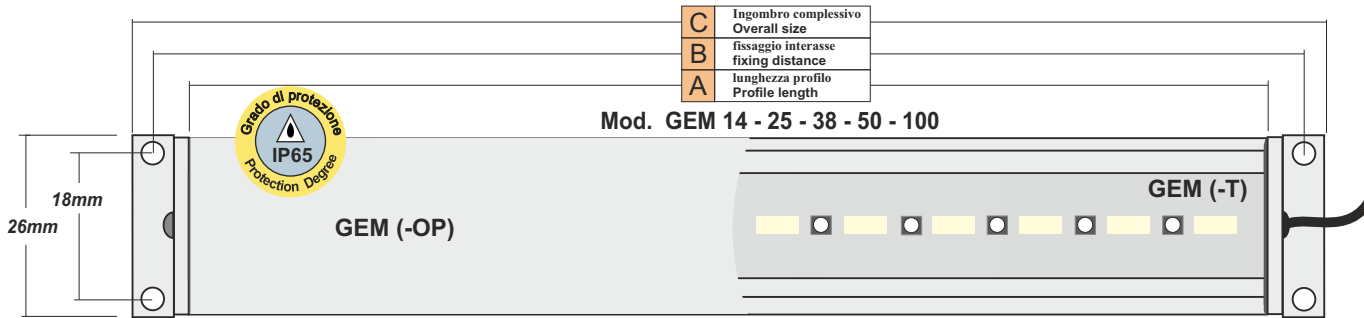 C Ingombro complessivo
Overall size
B fissaggio interasse
fixing distance
A lunghezza profilo
Profile length
Mod. GEM 14 - 25 - 38 - 50 - 100
Grado di protezione
IP65
Protection Degree
18mm
26mm
GEM (-OP)
GEM (-T)